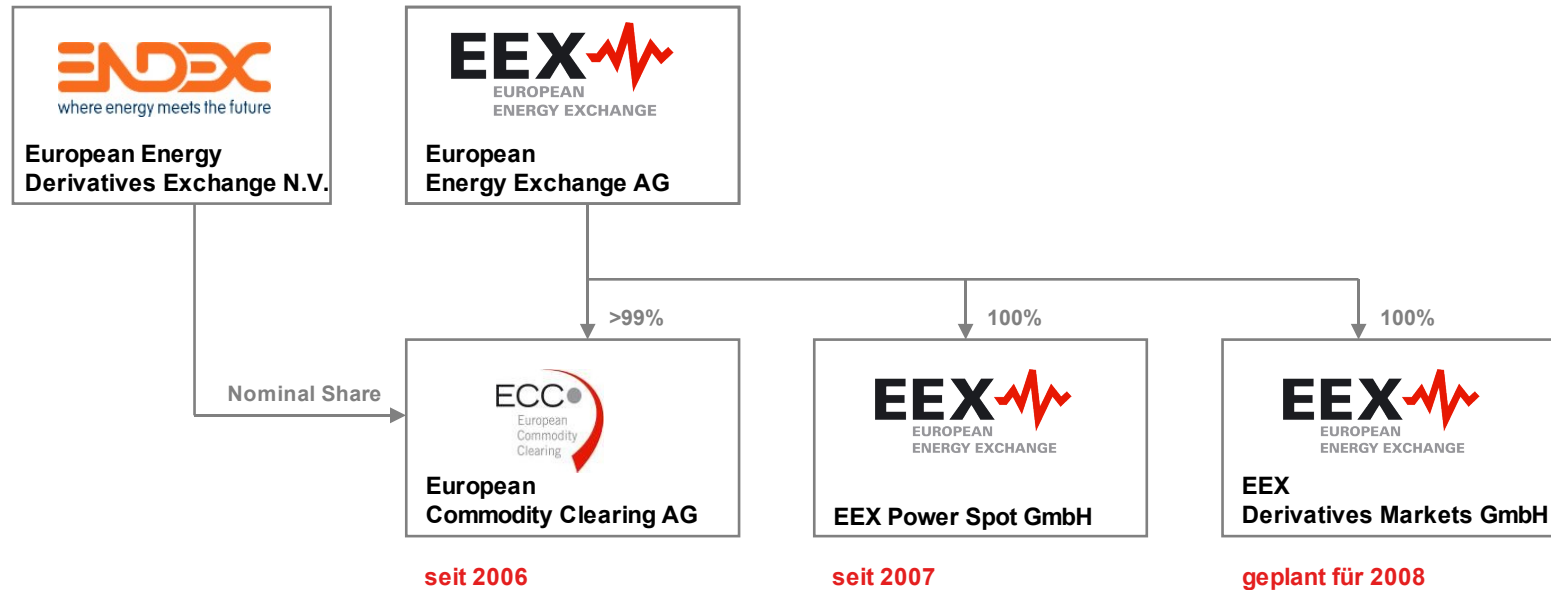 ENDEX
where energy meets the future
European Energy
Derivatives Exchange N.V.
EEX
EUROPEAN
ENERGY EXCHANGE
European
Energy Exchange AG
>99%
100%
100%
Nominal Share
ECC
European
Commodity
Clearing
European
Commodity Clearing AG
EEX
EUROPEAN
ENERGY EXCHANGE
EEX Power Spot GmbH
EEX
EUROPEAN
ENERGY EXCHANGE
EEX
Derivatives Markets GmbH
seit 2006
seit 2007
geplant für 2008